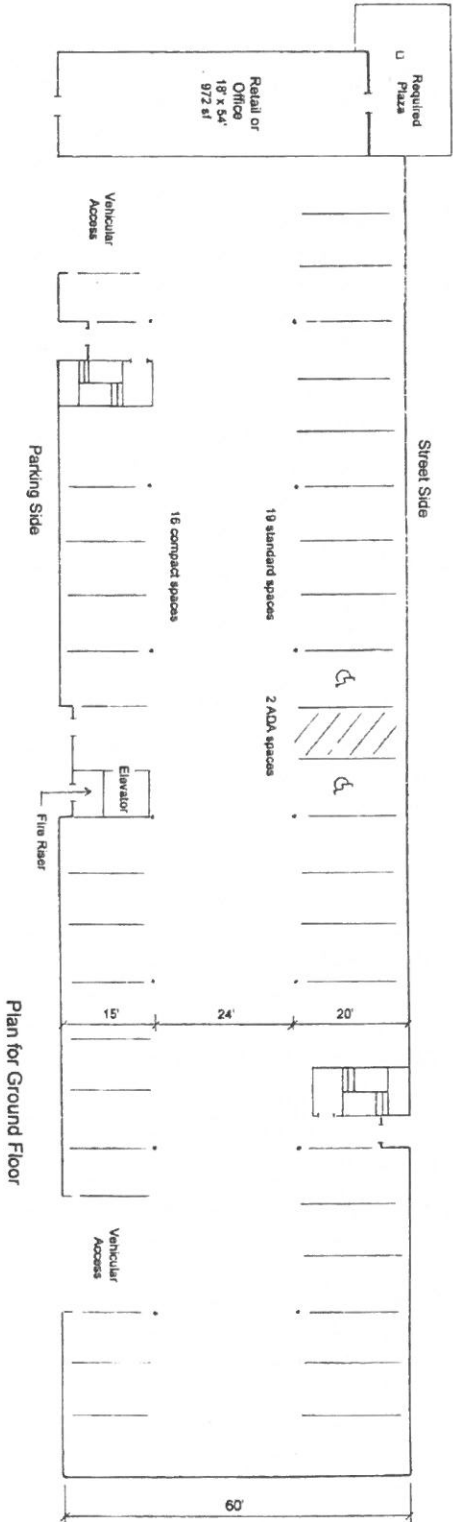 Required
Plaza
Retail or
Office
18' x 54'
972 sf
Vehicular
Access
Street Side
Parking Side
19 standard spaces
16 compact spaces
2 ADA spaces
Elevator
Fire Riser
15'
24'
20'
Vehicular
Access
60'
Plan for Ground Floor